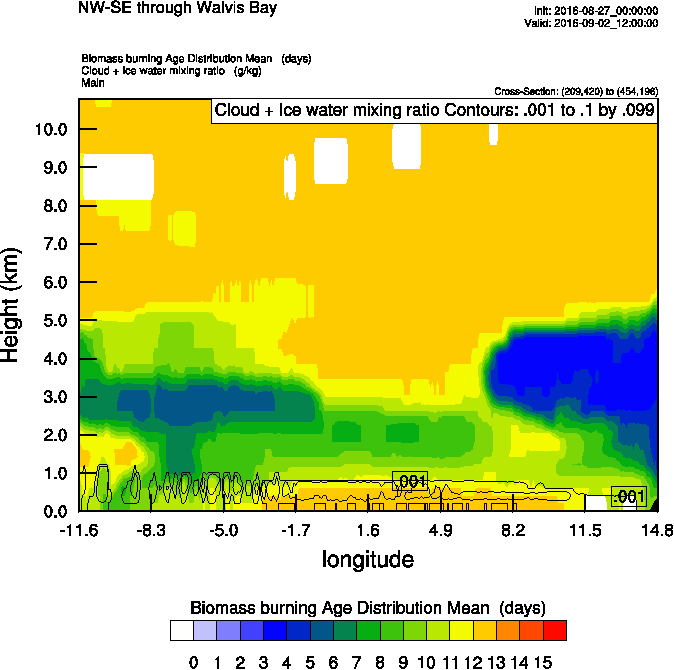 NW-SE through Walvis Bay
Init: 2016-08-27_00:00:00
Valid: 2016-09-02_12:00:00
Biomass burning Age Distribution Mean (days)
Cloud + Ice water mixing ratio (g/kg)
Main
Cross-Section: (209,420) to (454,196)
Cloud + Ice water mixing ratio Contours: .001 to .1 by .099
10.0
9.0
8.0
7.0
6.0
5.0
4.0
3.0
2.0
1.0
0.0
Height (km)
.001
.001
-11.6 -8.3 -5.0 -1.7 1.6 4.9 8.2 11.5 14.8
longitude
Biomass burning Age Distribution Mean (days)
0 1 2 3 4 5 6 7 8 9 10 11 12 13 14 15